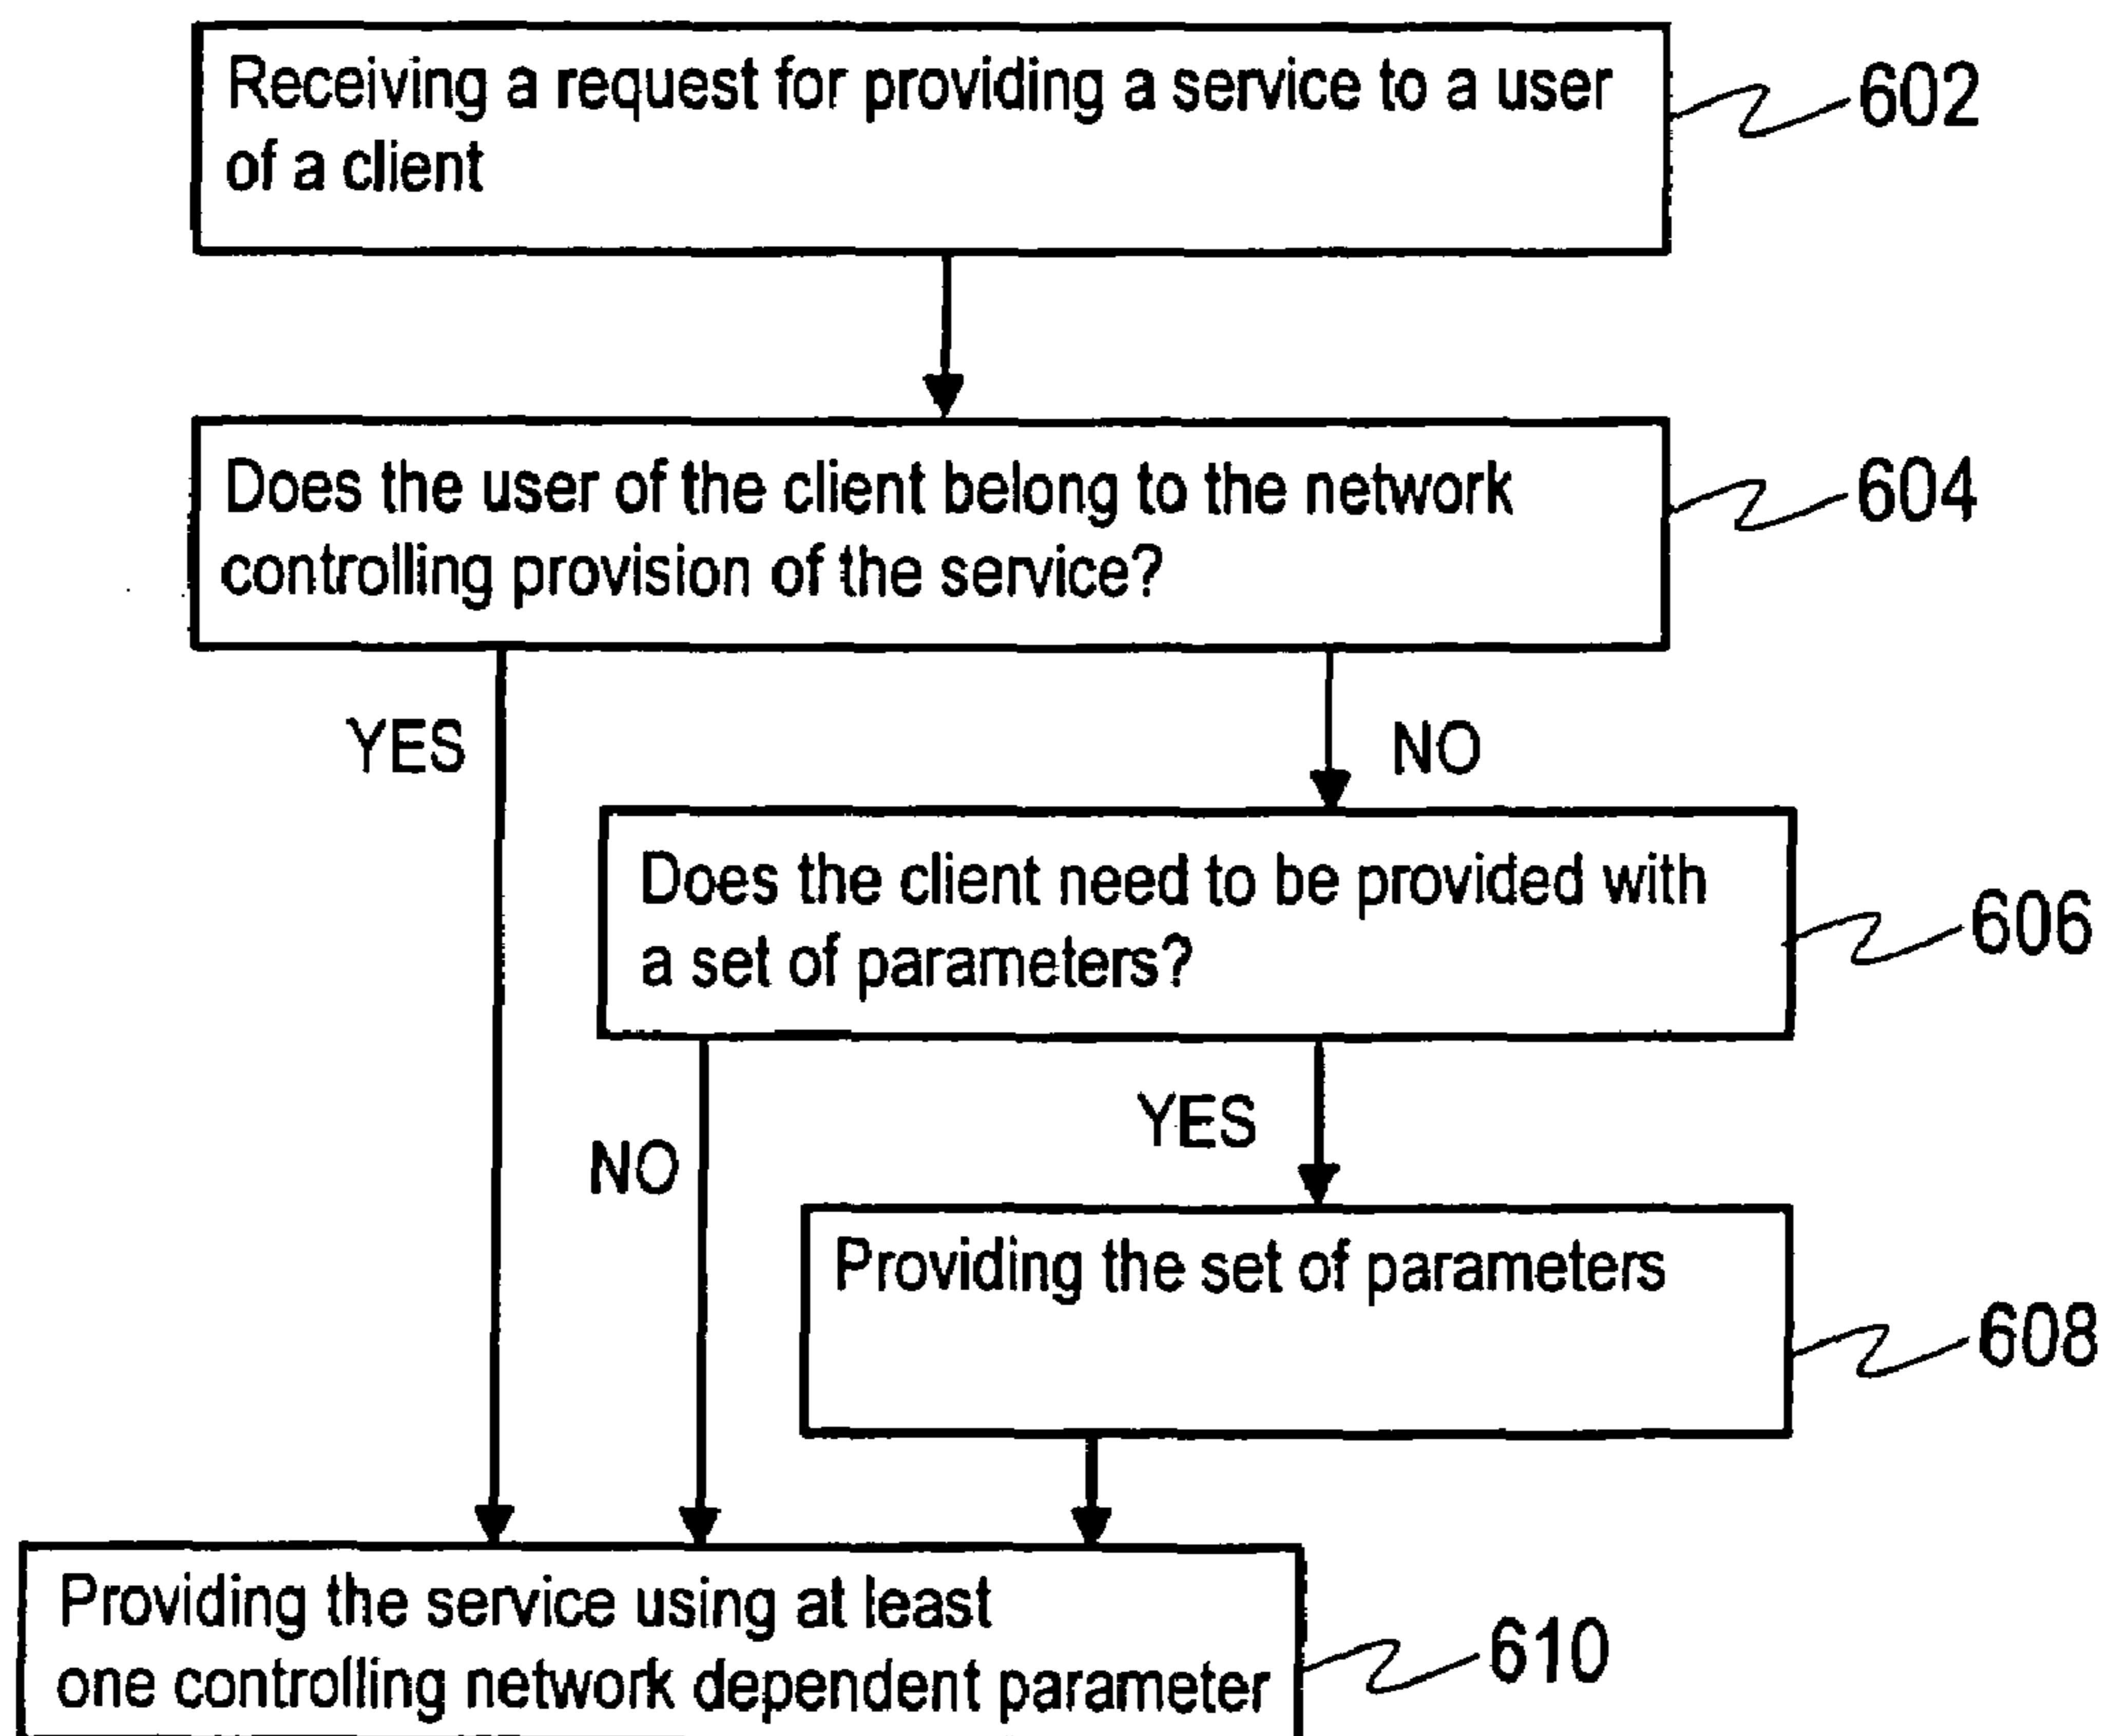 Receiving a request for providing a service to a user
of a client
602
Does the user of the client belong to the network
controlling provision of the service?
604
YES
NO
Does the client need to be provided with
a set of parameters?
606
YES
NO
Providing the set of parameters
608
Providing the service using at least
one controlling network dependent parameter
610